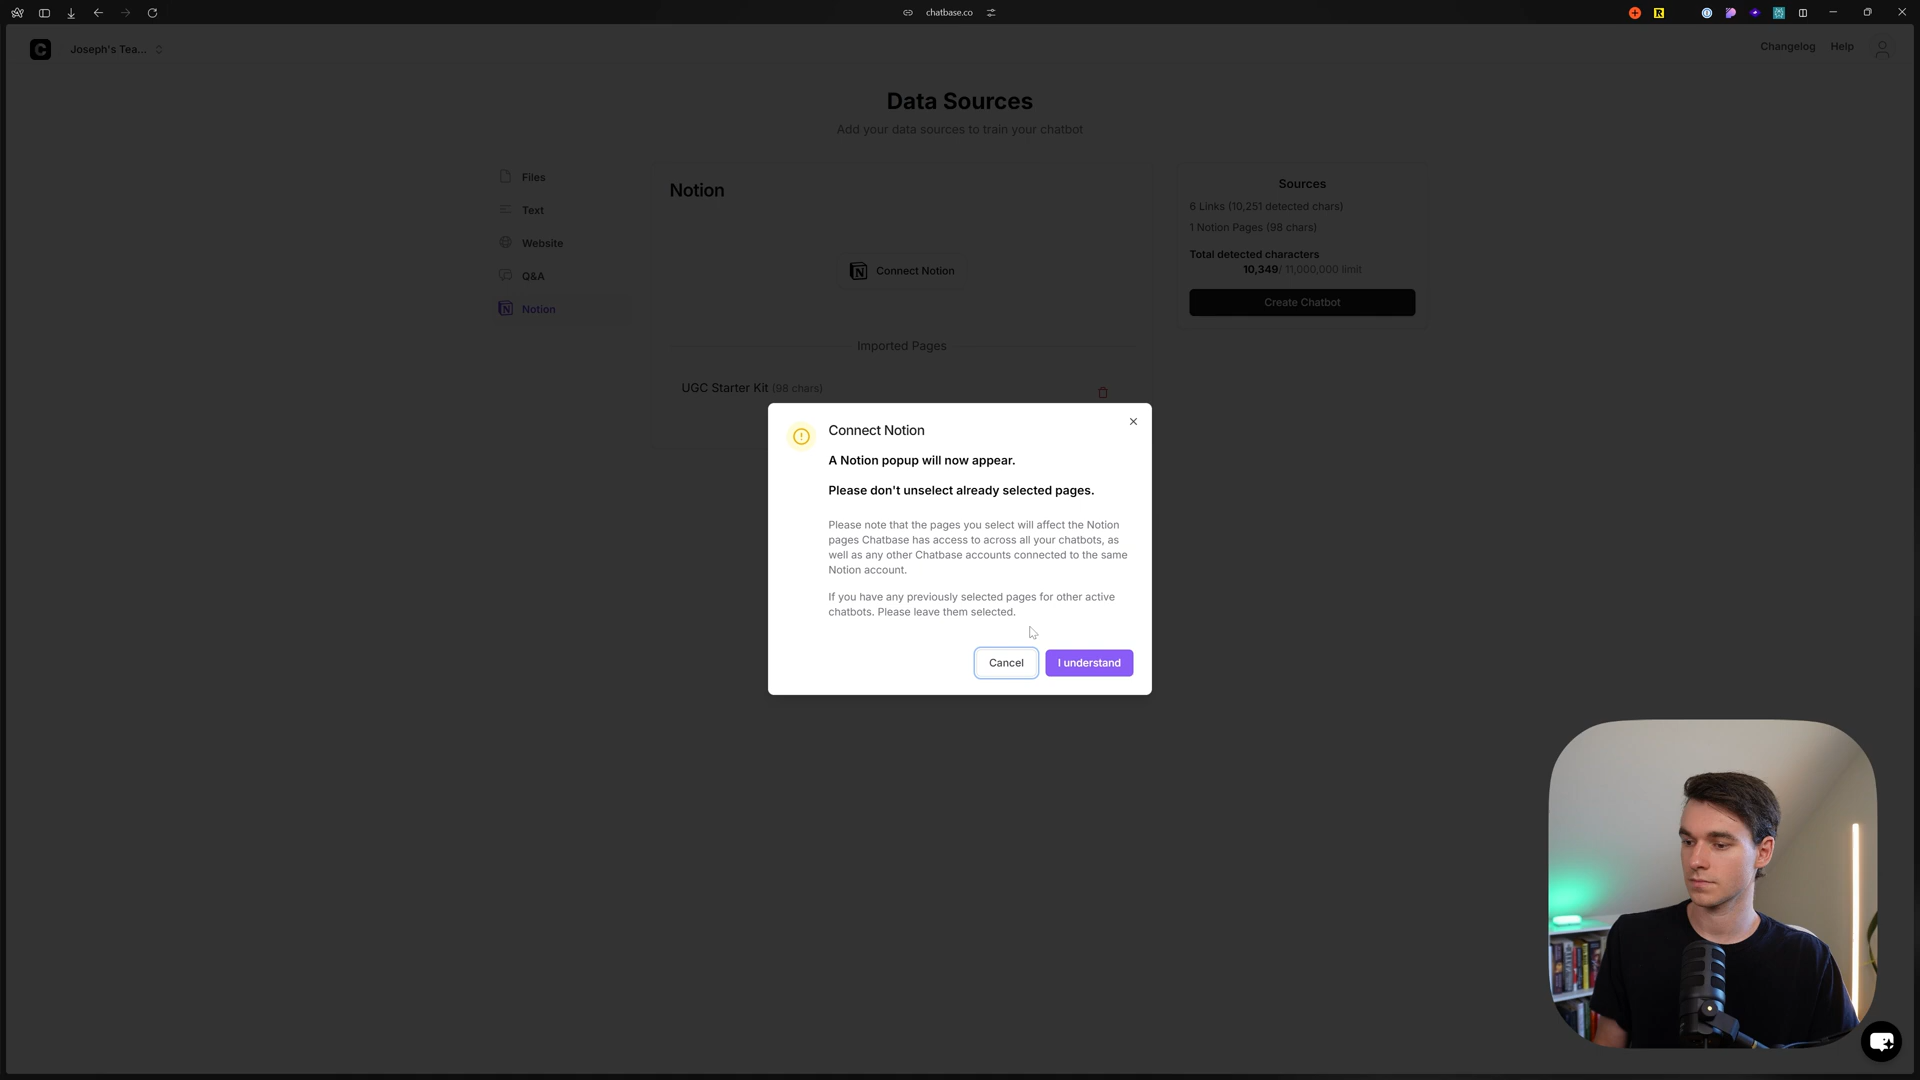 chatbase.co
C
Joseph's Tea...
Changelog
Help
Data Sources
Add your data sources to train your chatbot
Files
Text
Website
Q&A
Notion
Notion
Connect Notion
Imported Pages
UGC Starter Kit (98 chars)
Sources
6 Links (10,251 detected chars)
1 Notion Pages (98 chars)
Total detected characters
10,349/ 11,000,000 limit
Create Chatbot
Connect Notion
A Notion popup will now appear.
Please don't unselect already selected pages.
Please note that the pages you select will affect the Notion
pages Chatbase has access to across all your chatbots, as
well as any other Chatbase accounts connected to the same
Notion account.
If you have any previously selected pages for other active
chatbots. Please leave them selected.
Cancel
I understand